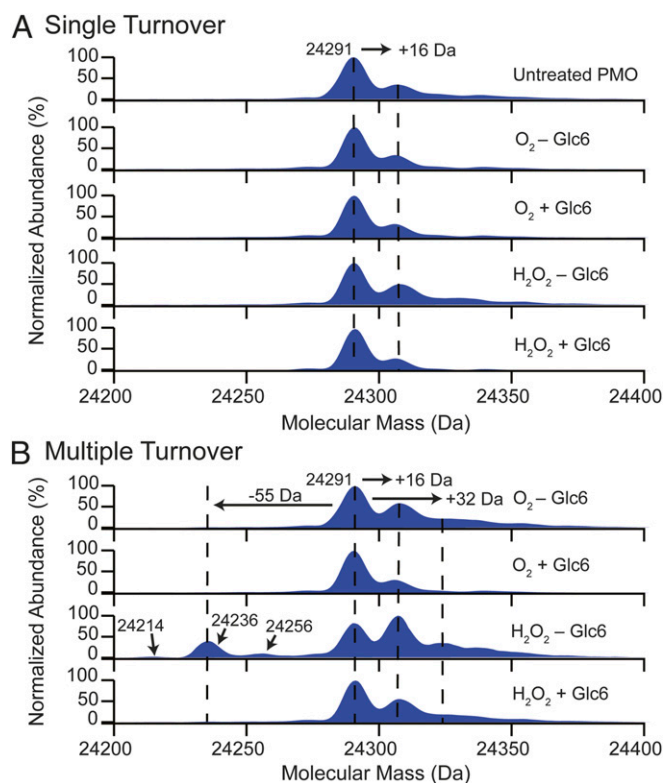 A Single Turnover
24291 +16 Da
Untreated PMO
O₂ – Glc6
O₂ + Glc6
H₂O₂ – Glc6
H₂O₂ + Glc6
Normalized Abundance (%)
100
50
0
100
50
0
100
50
0
100
50
0
100
50
0
24200 24250 24300 24350 24400
Molecular Mass (Da)
B Multiple Turnover
24291 +16 Da
-55 Da +32 Da
O₂ – Glc6
O₂ + Glc6
24214 24236 24256
H₂O₂ – Glc6
H₂O₂ + Glc6
Normalized Abundance (%)
100
50
0
100
50
0
100
50
0
100
50
0
24200 24250 24300 24350 24400
Molecular Mass (Da)